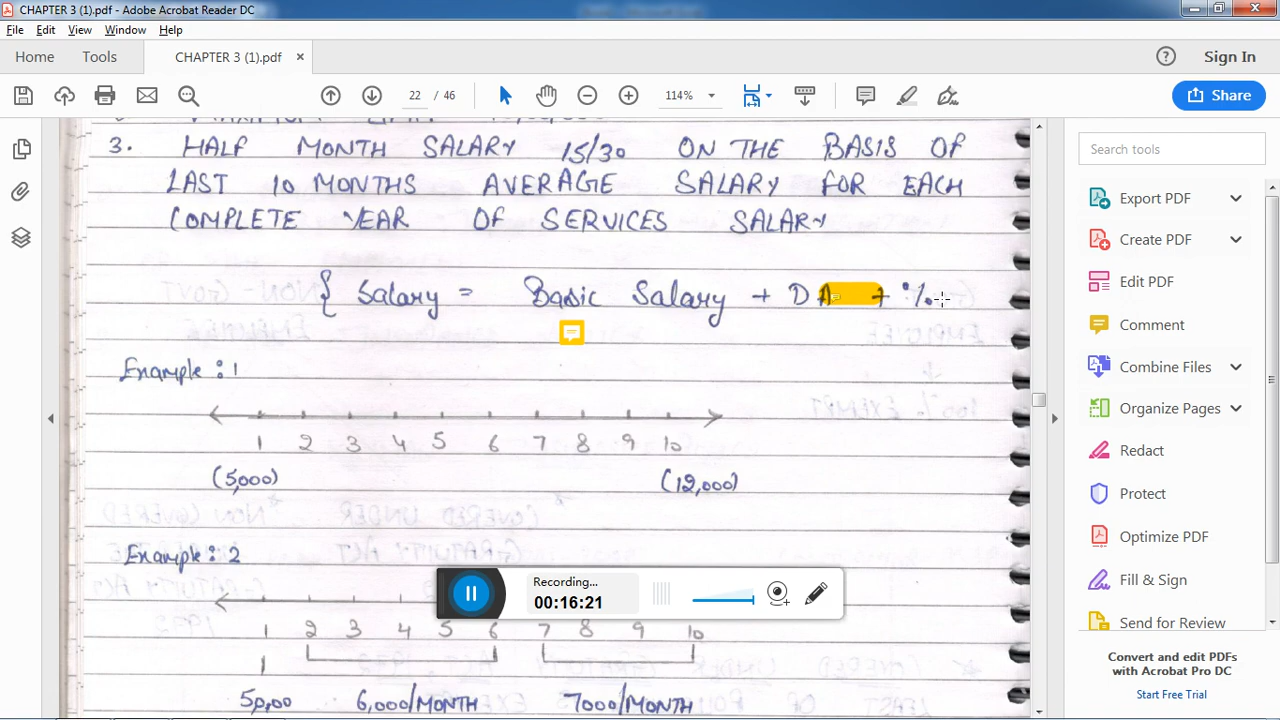 CHAPTER 3 (1).pdf - Adobe Acrobat Reader DC
File Edit View Window Help
Home Tools CHAPTER 3 (1).pdf × Sign In
22 / 46 114% Share
3. HALF MONTH SALARY 15/30 ON THE BASIS OF
LAST 10 MONTHS AVERAGE SALARY FOR EACH
COMPLETE YEAR OF SERVICES SALARY
{ Salary = Basic Salary + DA + %
Example : 1
1 2 3 4 5 6 7 8 9 10
(5,000) (12,000)
Example : 2
1 2 3 4 5 6 7 8 9 10
50,00 6,000/MONTH 7000/MONTH
Recording...
00:16:21
Search tools
Export PDF
Create PDF
Edit PDF
Comment
Combine Files
Organize Pages
Redact
Protect
Optimize PDF
Fill & Sign
Send for Review
Convert and edit PDFs
with Acrobat Pro DC
Start Free Trial